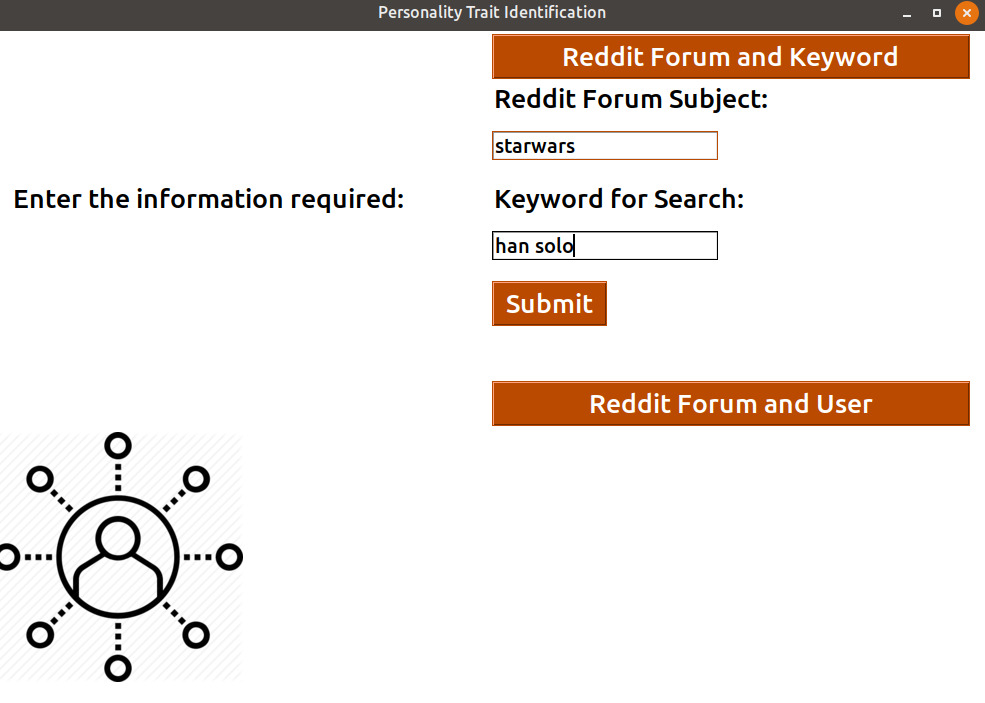 Personality Trait Identification
Reddit Forum and Keyword
Reddit Forum Subject:
starwars
Enter the information required:
Keyword for Search:
han solo
Submit
Reddit Forum and User